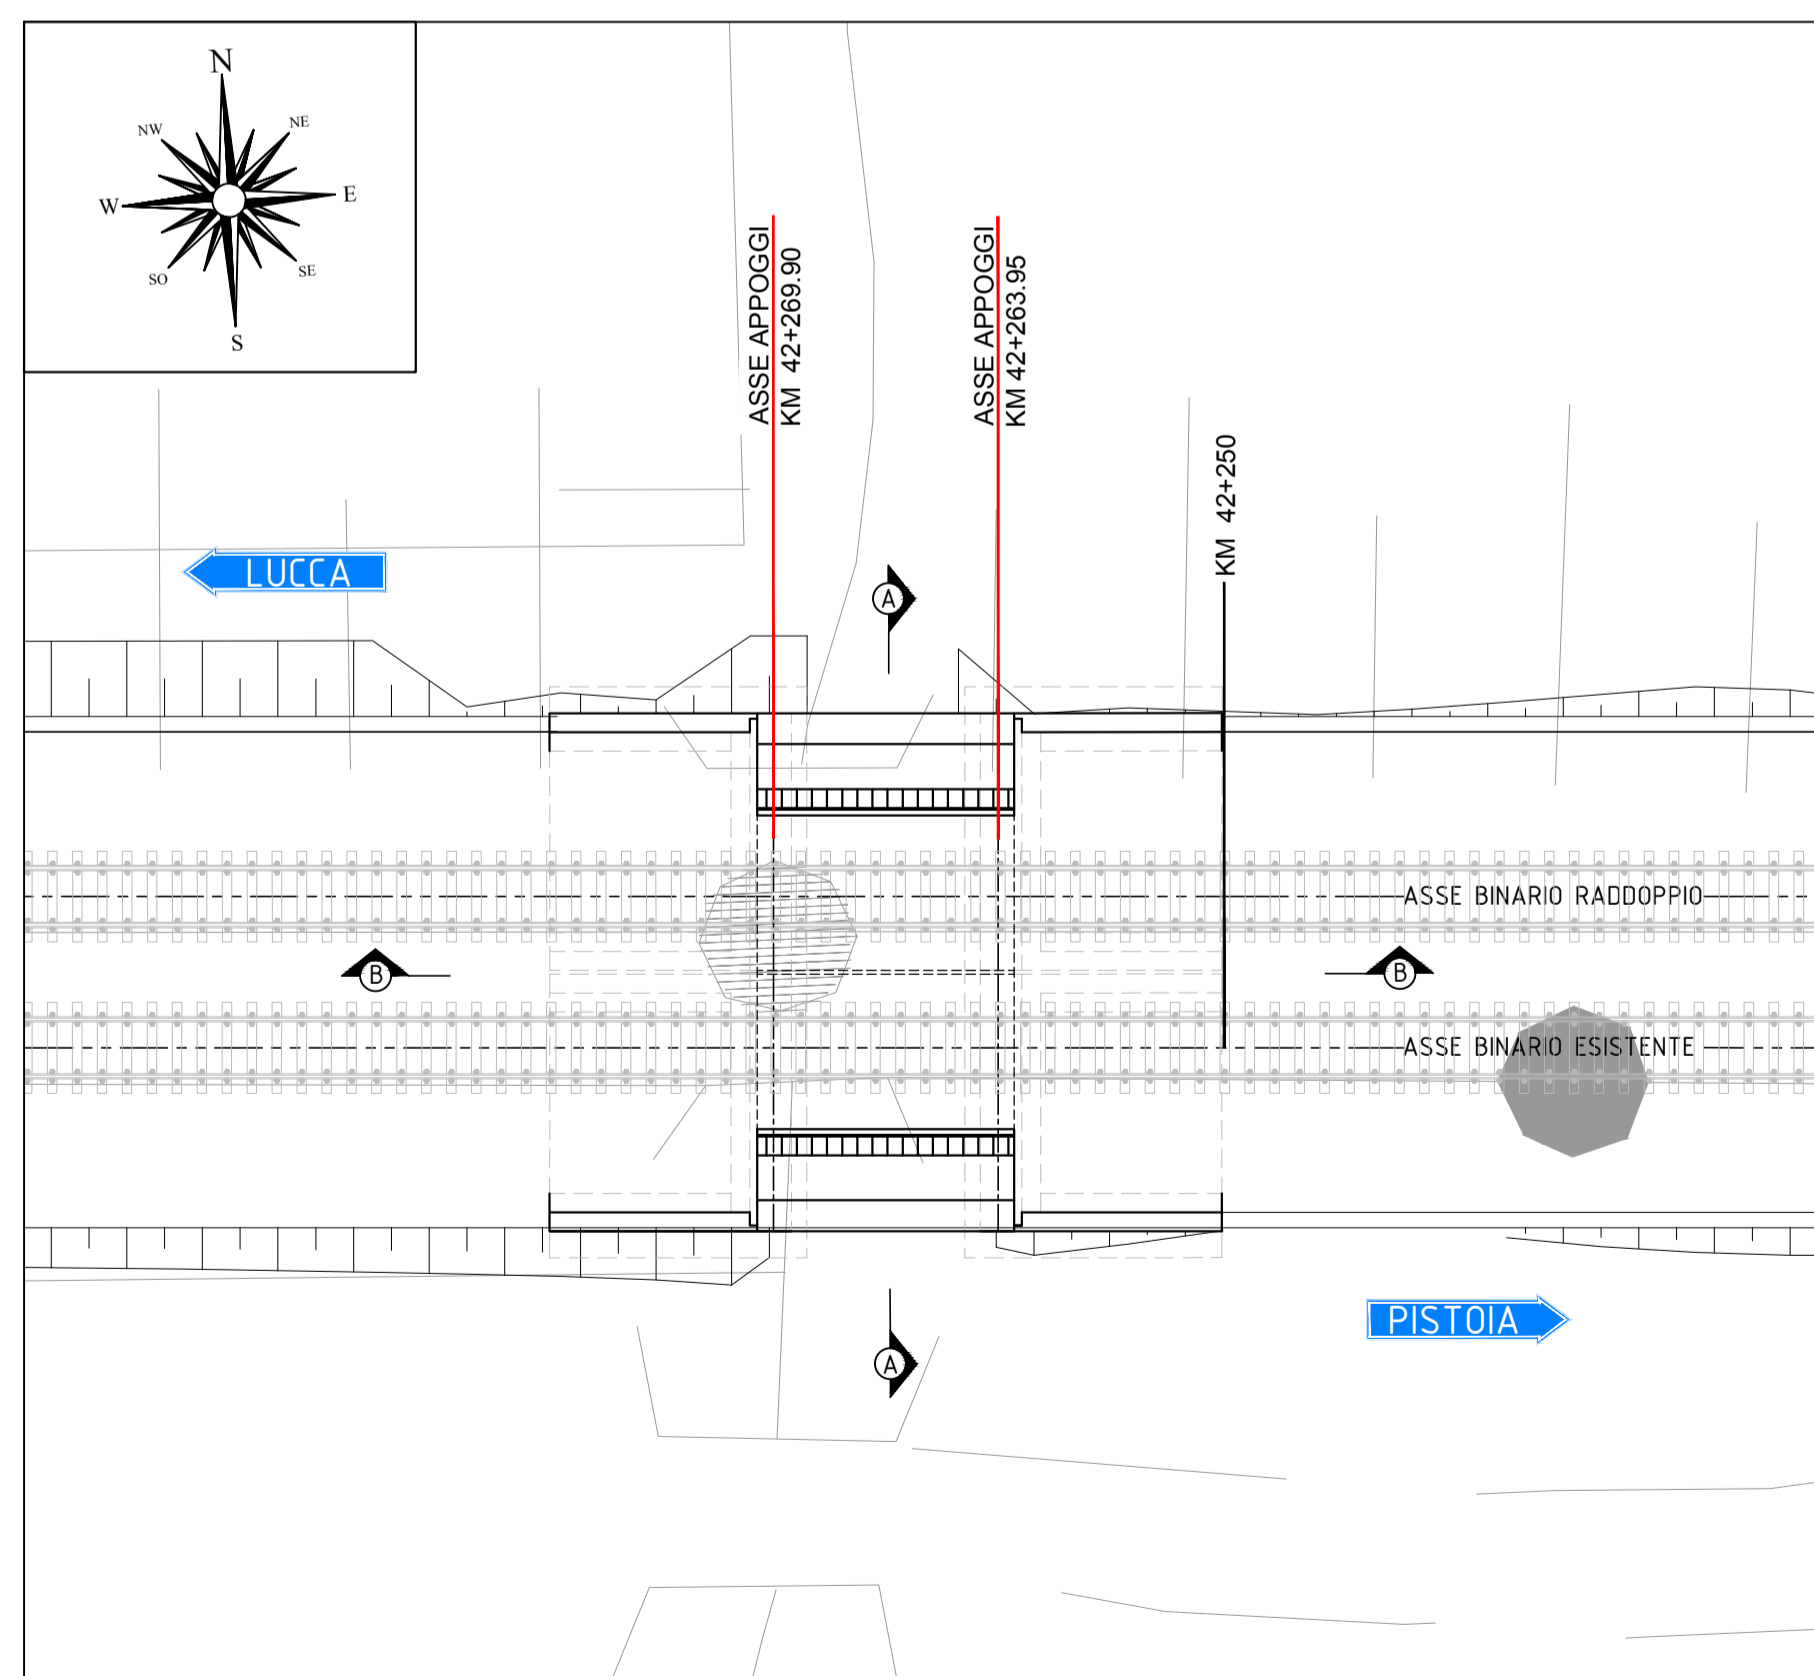 N
NW
NE
W
E
SO
SE
S
ASSE APPOGGI
KM 42+269.90
ASSE APPOGGI
KM 42+263.95
KM 42+250
LUCCA
A
ASSE BINARIO RADDOPPIO
B
B
ASSE BINARIO ESISTENTE
PISTOIA
A